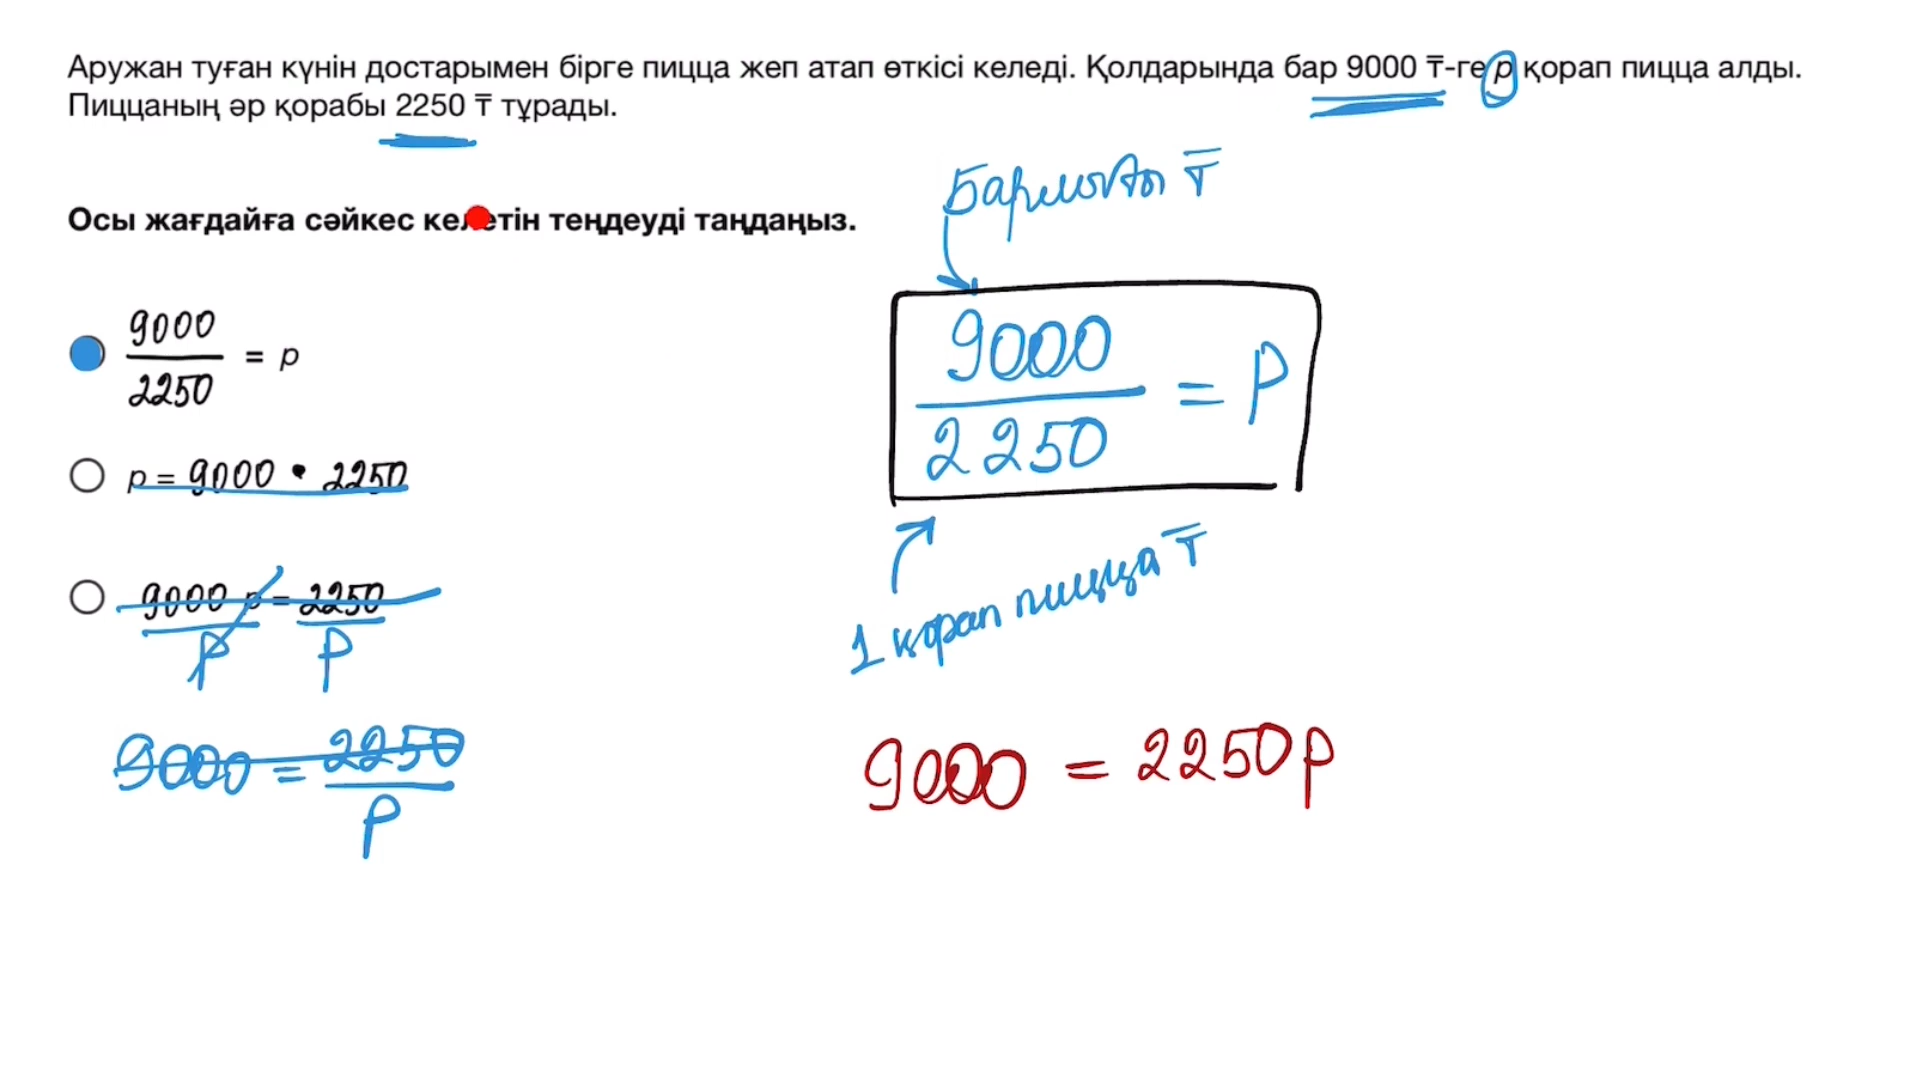 Аружан туған күнін достарымен бірге пицца жеп атап өткісі келеді. Қолдарында бар 9000 ₸-ге p қорап пицца алды.
Пиццаның әр қорабы 2250 ₸ тұрады.
Осы жағдайға сәйкес келетін теңдеуді таңдаңыз.
9000
2250
= p
p = 9000 • 2250
9000 p = 2250
p p
9000 = 2250
p
Барлығы ₸
9000
2250
= P
1 қорап пицца ₸
9000 = 2250p